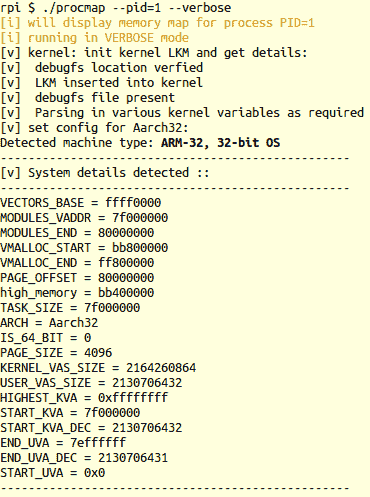 rpi $ ./procmap --pid=1 --verbose
[i] will display memory map for process PID=1
[i] running in VERBOSE mode
[v] kernel: init kernel LKM and get details:
[v]  debugfs location verfied
[v]  LKM inserted into kernel
[v]  debugfs file present
[v]  Parsing in various kernel variables as required
[v] set config for Aarch32:
Detected machine type: ARM-32, 32-bit OS
--------------------------------------------------
[v] System details detected ::
--------------------------------------------------
VECTORS_BASE = ffff0000
MODULES_VADDR = 7f000000
MODULES_END = 80000000
VMALLOC_START = bb800000
VMALLOC_END = ff800000
PAGE_OFFSET = 80000000
high_memory = bb400000
TASK_SIZE = 7f000000
ARCH = Aarch32
IS_64_BIT = 0
PAGE_SIZE = 4096
KERNEL_VAS_SIZE = 2164260864
USER_VAS_SIZE = 2130706432
HIGHEST_KVA = 0xffffffff
START_KVA = 7f000000
START_KVA_DEC = 2130706432
END_UVA = 7effffff
END_UVA_DEC = 2130706431
START_UVA = 0x0
--------------------------------------------------